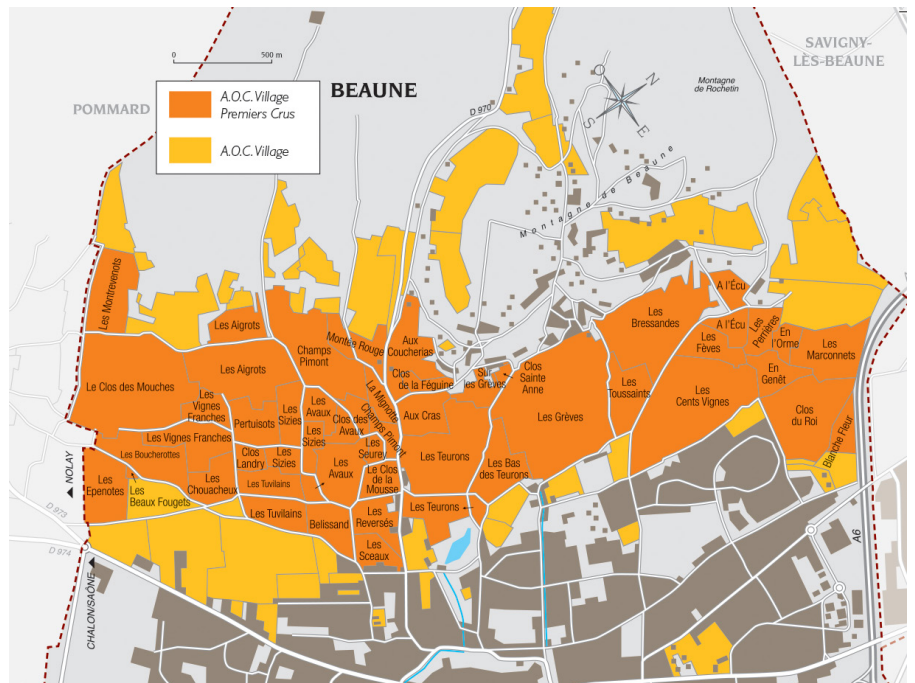 SAVIGNY-
LÈS-BEAUNE
0
500 m
BEAUNE
POMMARD
A.O.C. Village
Premiers Crus
A.O.C. Village
D 970
N
E
S
Montagne
de Rochetin
Montagne de Beaune
Les Montrevenots
Les Aigrots
Montée Rouge
Aux
Coucherias
Les
Bressandes
A l'Écu
A l'Écu
Les
Perrières
En
l'Orme
Les
Marconnets
Les
Fèves
Champs
Pimont
Les Aigrots
Clos
de la Féguine
Sur
les Grèves
Clos
Sainte
Anne
Les
Toussaints
En
Genêt
Le Clos des Mouches
La Mignotte
Champs Pimont
Les
Vignes
Franches
Pertuisots
Les
Sizies
Les
Avaux
Clos des
Avaux
Aux Cras
Les Grèves
Les Cents Vignes
Clos
du Roi
Blanche Fleur
Les Vignes Franches
Les
Sizies
Les
Seurey
Les Teurons
Les Boucherottes
Clos
Landry
Les
Sizies
Les
Avaux
Le Clos
de la
Mousse
Les Bas
des Teurons
NOLAY
Les
Epenotes
Les
Beaux Fougets
Les
Chouacheux
Les Tuvilains
Les Tuvilains
Belissand
Les
Reversés
Les Teurons
Les
Sceaux
D 973
D 974
CHALON/SAÔNE
A6